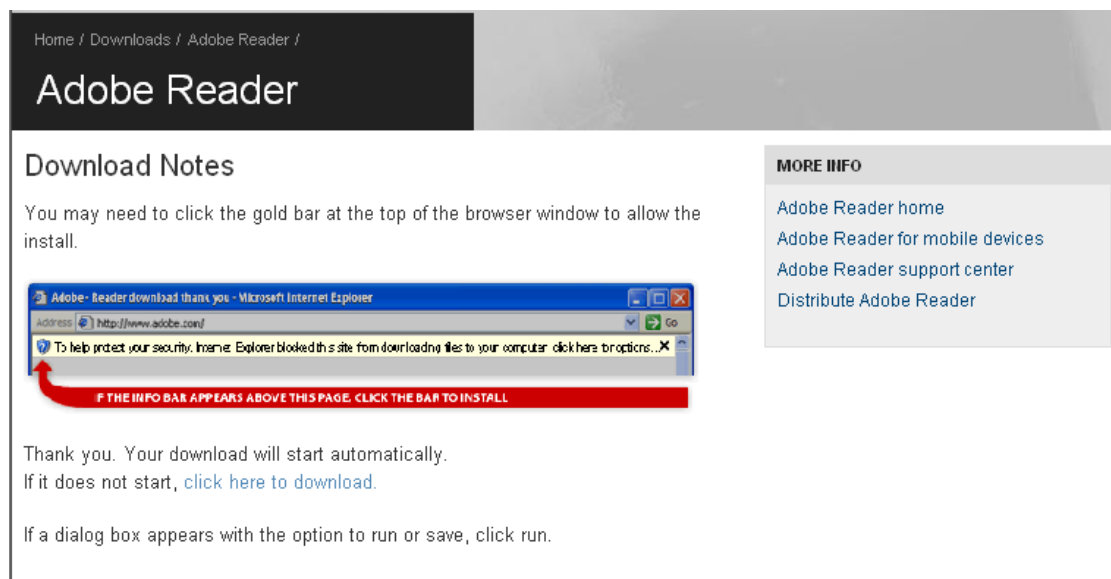 Home / Downloads / Adobe Reader /
Adobe Reader
Download Notes
You may need to click the gold bar at the top of the browser window to allow the
install.
Adobe - Reader download thank you - Microsoft Internet Explorer
Address http://www.adobe.com/ Go
To help protect your security, Internet Explorer blocked this site from downloading files to your computer click here for options...
F THE INFO BAR APPEARS ABOVE THIS PAGE, CLICK THE BAR TO INSTALL
Thank you. Your download will start automatically.
If it does not start, click here to download.
If a dialog box appears with the option to run or save, click run.
MORE INFO
Adobe Reader home
Adobe Reader for mobile devices
Adobe Reader support center
Distribute Adobe Reader